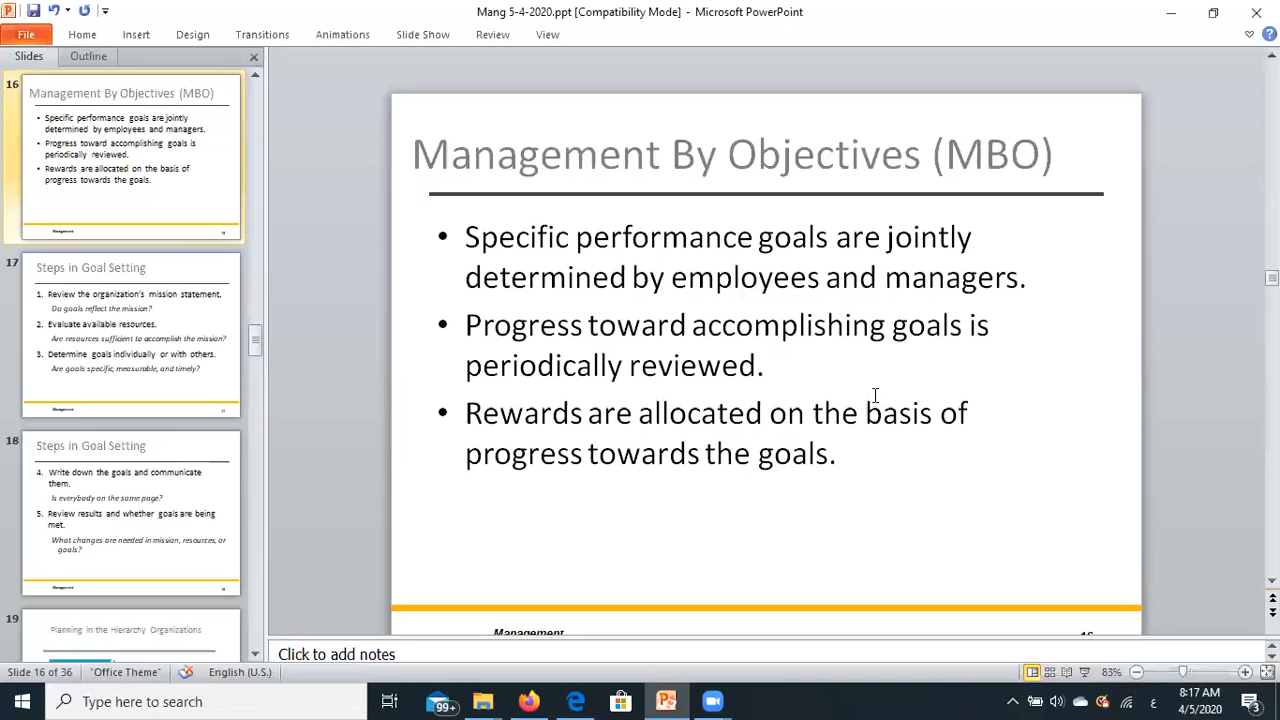 Mang 5-4-2020.ppt [Compatibility Mode] - Microsoft PowerPoint
File Home Insert Design Transitions Animations Slide Show Review View
Slides Outline
16
Management By Objectives (MBO)
• Specific performance goals are jointly
determined by employees and managers.
• Progress toward accomplishing goals is
periodically reviewed.
• Rewards are allocated on the basis of
progress towards the goals.
Management
17
Steps in Goal Setting
1. Review the organization's mission statement.
Do goals reflect the mission?
2. Evaluate available resources.
Are resources sufficient to accomplish the mission?
3. Determine goals individually or with others.
Are goals specific, measurable, and timely?
Management
18
Steps in Goal Setting
4. Write down the goals and communicate
them.
Is everybody on the same page?
5. Review results and whether goals are being
met.
What changes are needed in mission, resources, or
goals?
Management
19
Planning in the Hierarchy Organizations
Management By Objectives (MBO)
• Specific performance goals are jointly
determined by employees and managers.
• Progress toward accomplishing goals is
periodically reviewed.
• Rewards are allocated on the basis of
progress towards the goals.
Management 16
Click to add notes
Slide 16 of 36 "Office Theme" English (U.S.) 83%
Type here to search
99+
ع
8:17 AM
4/5/2020
3